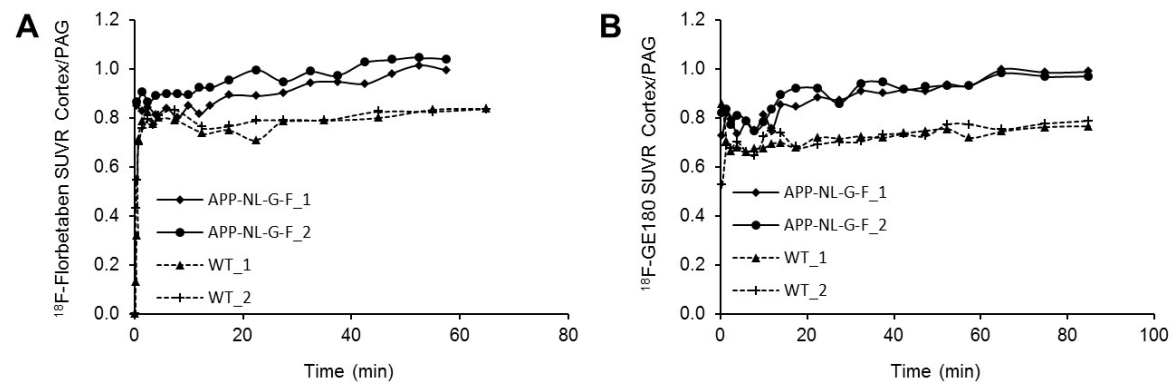 A
¹⁸F-Florbetaben SUVR Cortex/PAG
1.2
1.0
0.8
0.6
0.4
0.2
0.0
APP-NL-G-F_1
APP-NL-G-F_2
WT_1
WT_2
0 20 40 60 80
Time (min)
B
¹⁸F-GE180 SUVR Cortex/PAG
1.2
1.0
0.8
0.6
0.4
0.2
0.0
APP-NL-G-F_1
APP-NL-G-F_2
WT_1
WT_2
0 20 40 60 80 100
Time (min)